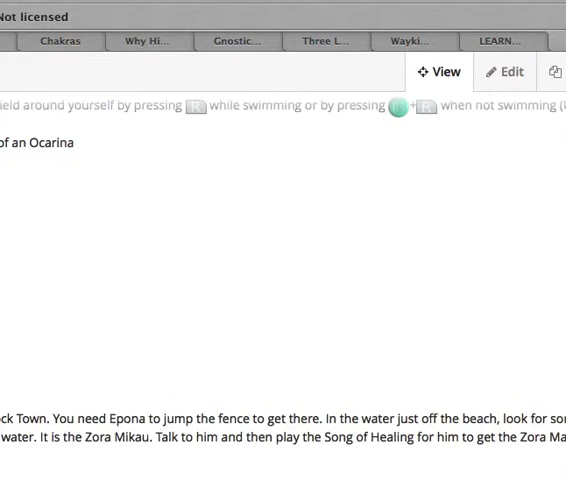 Not licensed
Chakras Why Hi... Gnostic... Three L... Wayki... LEARN...
View Edit
ield around yourself by pressing R while swimming or by pressing + R when not swimming (
of an Ocarina
ck Town. You need Epona to jump the fence to get there. In the water just off the beach, look for so
water. It is the Zora Mikau. Talk to him and then play the Song of Healing for him to get the Zora Ma